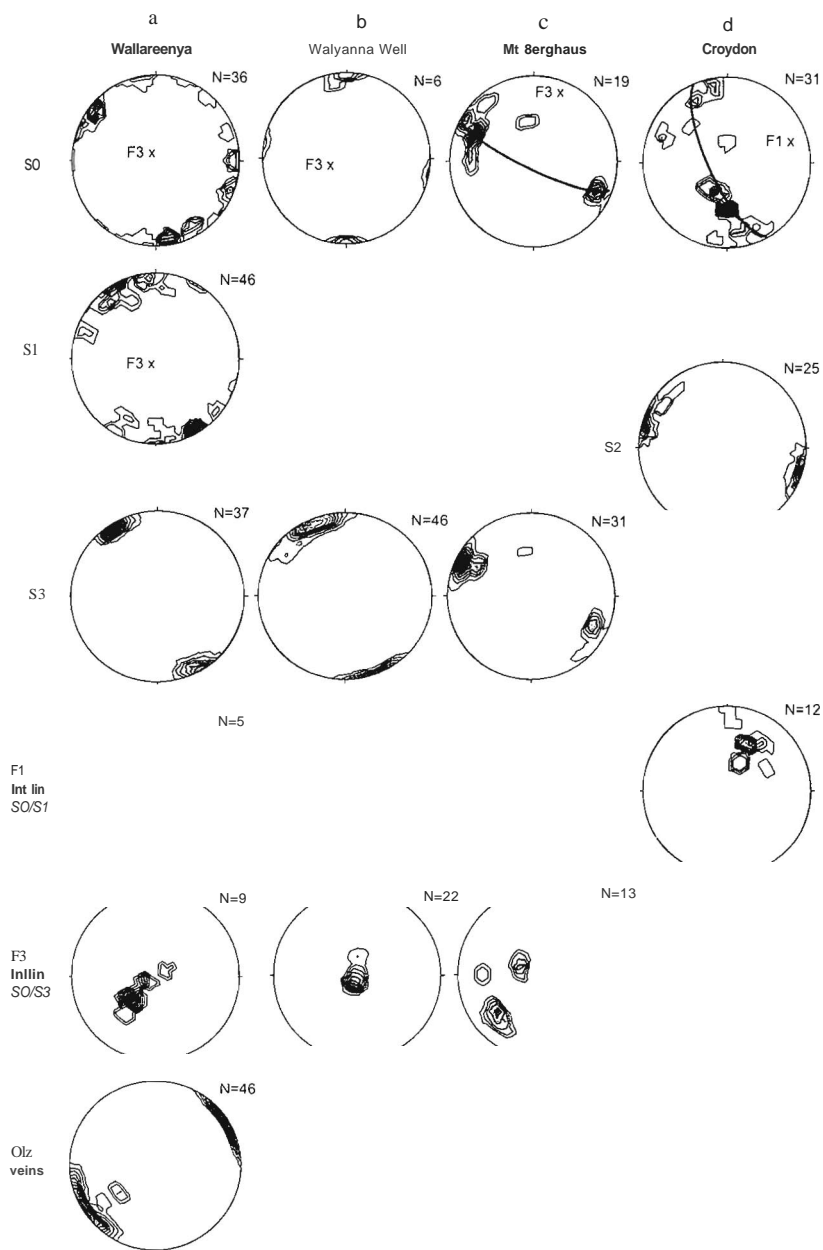 a b c d
Wallareenya Walyanna Well Mt 8erghaus Croydon
N=36 N=6 N=19 N=31
F3 x
F3 x F1 x
S0 F3 x
N=46
S1 F3 x
N=25
S2
N=37 N=46 N=31
S3
N=5 N=12
F1
Int lin
SO/S1
N=9 N=22 N=13
F3
Inllin
SO/S3
N=46
Olz
veins